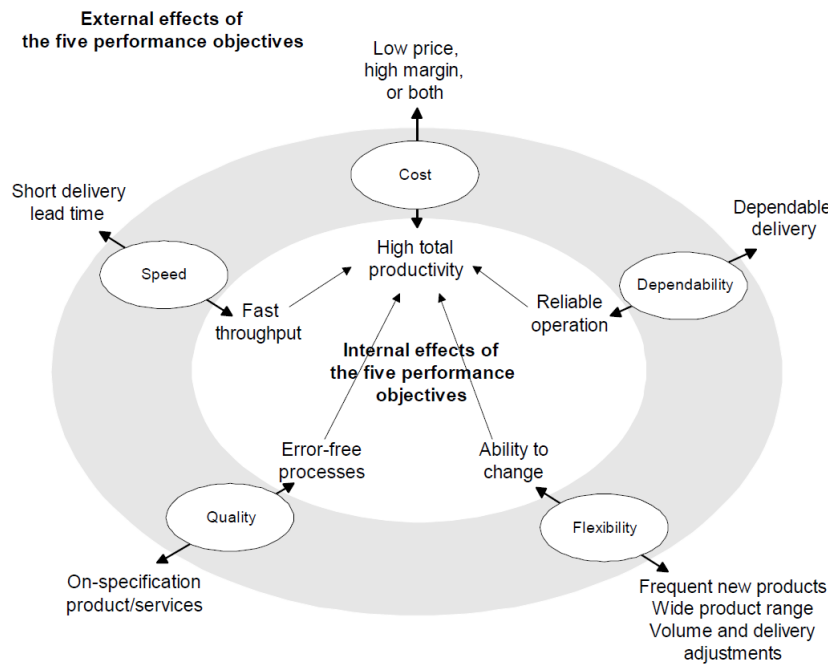 External effects of
the five performance objectives
Low price,
high margin,
or both
Cost
Short delivery
lead time
Speed
Dependable
delivery
Dependability
High total
productivity
Fast
throughput
Reliable
operation
Internal effects of
the five performance
objectives
Error-free
processes
Ability to
change
Quality
Flexibility
On-specification
product/services
Frequent new products
Wide product range
Volume and delivery
adjustments